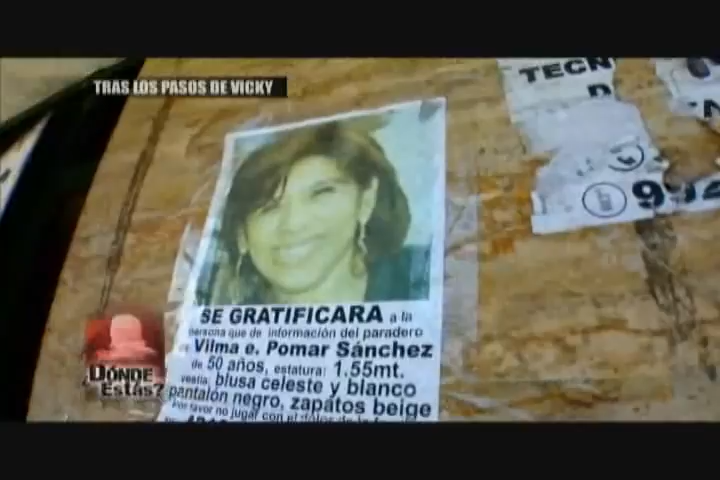 TRAS LOS PASOS DE VICKY
TECN
D
992
SE GRATIFICARA a la
persona que de información del paradero
de Vilma e. Pomar Sánchez
de 50 años, estatura: 1.55mt.
vestía: blusa celeste y blanco
pantalón negro, zapatos beige
Por favor no jugar con el dolor de la
¿DÓNDE
Estás?